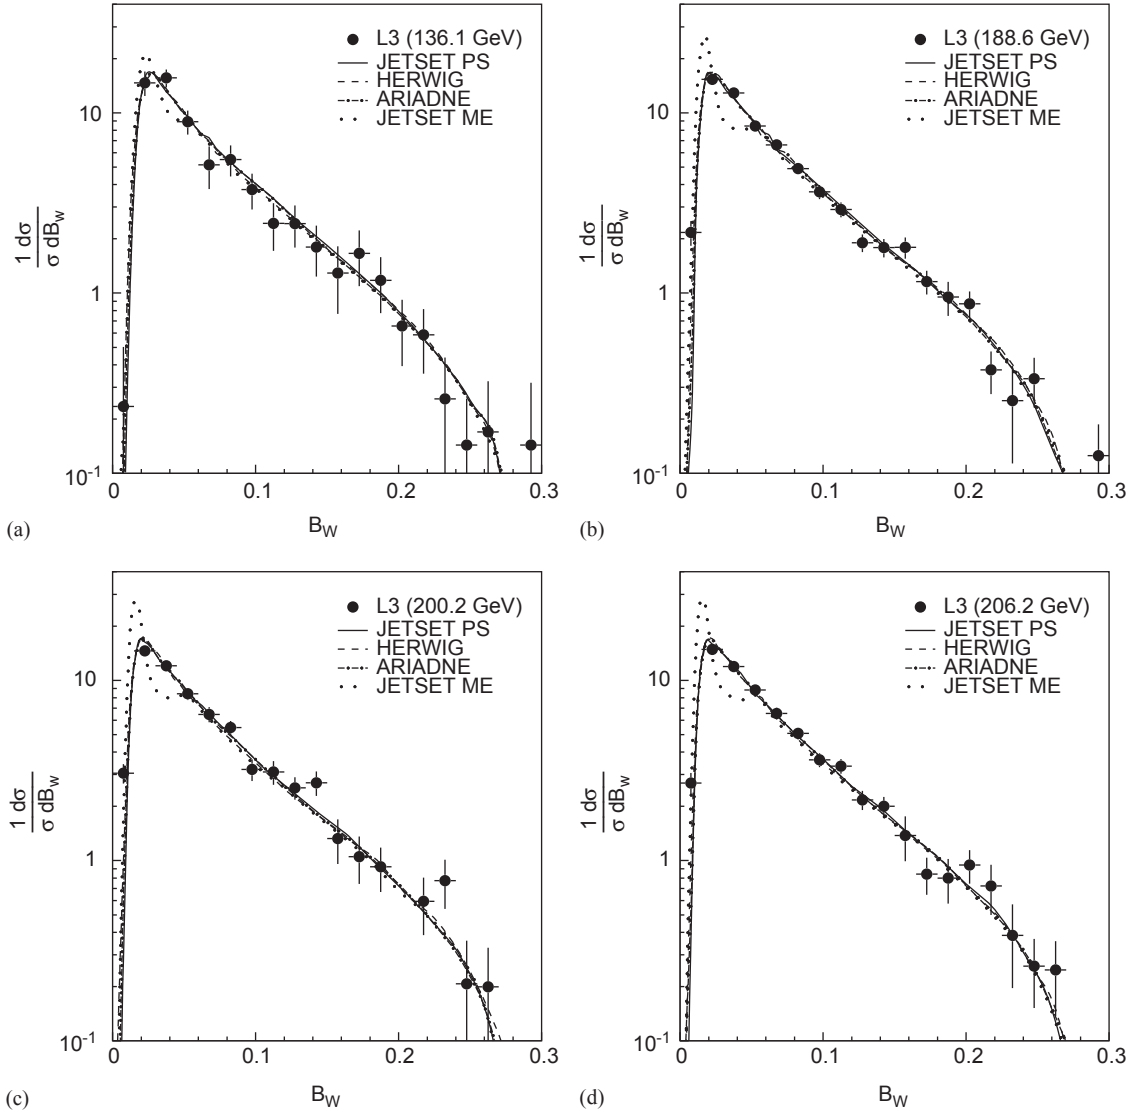 L3 (136.1 GeV)
JETSET PS
HERWIG
ARIADNE
JETSET ME
10
1
10^-1
1 dσ
σ dB_W
0 0.1 0.2 0.3
B_W
(a)
L3 (188.6 GeV)
JETSET PS
HERWIG
ARIADNE
JETSET ME
10
1
10^-1
1 dσ
σ dB_W
0 0.1 0.2 0.3
B_W
(b)
L3 (200.2 GeV)
JETSET PS
HERWIG
ARIADNE
JETSET ME
10
1
10^-1
1 dσ
σ dB_W
0 0.1 0.2 0.3
B_W
(c)
L3 (206.2 GeV)
JETSET PS
HERWIG
ARIADNE
JETSET ME
10
1
10^-1
1 dσ
σ dB_W
0 0.1 0.2 0.3
B_W
(d)